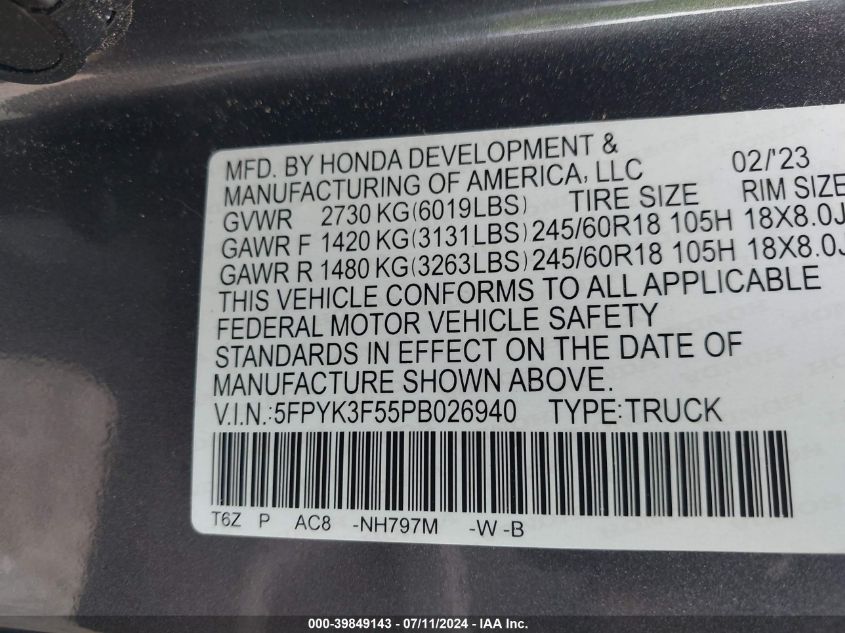 MFD. BY HONDA DEVELOPMENT &
MANUFACTURING OF AMERICA, LLC 02/'23
GVWR 2730 KG(6019LBS) TIRE SIZE RIM SIZE
GAWR F 1420 KG(3131LBS) 245/60R18 105H 18X8.0J
GAWR R 1480 KG(3263LBS) 245/60R18 105H 18X8.0J
THIS VEHICLE CONFORMS TO ALL APPLICABLE
FEDERAL MOTOR VEHICLE SAFETY
STANDARDS IN EFFECT ON THE DATE OF
MANUFACTURE SHOWN ABOVE.
V.I.N.:5FPYK3F55PB026940 TYPE:TRUCK
T6Z P AC8 -NH797M -W -B
000-39849143 - 07/11/2024 - IAA Inc.